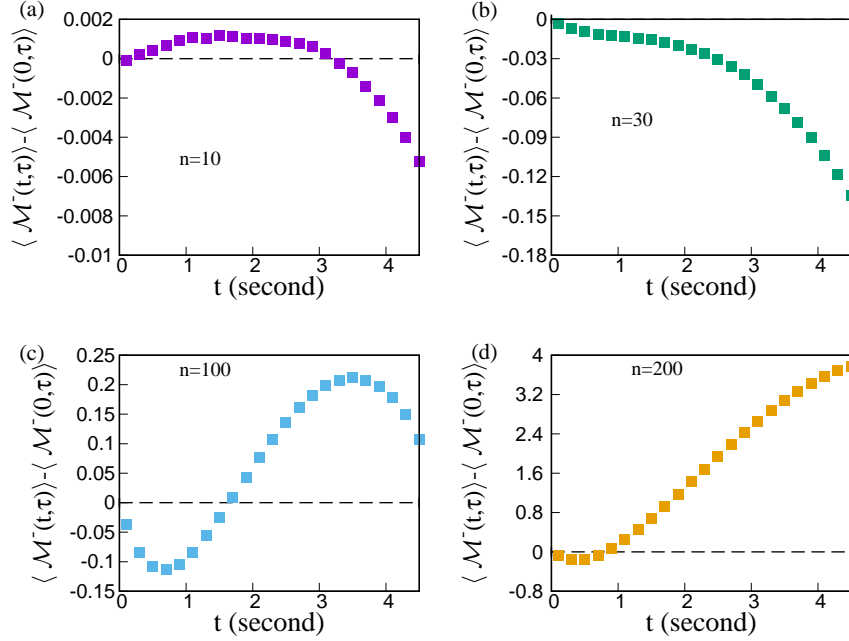 (a)
0.002
0
-0.002
-0.004
-0.006
-0.008
-0.01
⟨ ℳ⁻(t,τ)⟩-⟨ ℳ⁻(0,τ)⟩
n=10
0 1 2 3 4
t (second)
(b)
0
-0.03
-0.06
-0.09
-0.12
-0.15
-0.18
⟨ ℳ⁻(t,τ)⟩-⟨ ℳ⁻(0,τ)⟩
n=30
0 1 2 3 4
t (second)
(c)
0.25
0.2
0.15
0.1
0.05
0
-0.05
-0.1
-0.15
⟨ ℳ⁻(t,τ)⟩-⟨ ℳ⁻(0,τ)⟩
n=100
0 1 2 3 4
t (second)
(d)
4
3.2
2.4
1.6
0.8
0
-0.8
⟨ ℳ⁻(t,τ)⟩-⟨ ℳ⁻(0,τ)⟩
n=200
0 1 2 3 4
t (second)